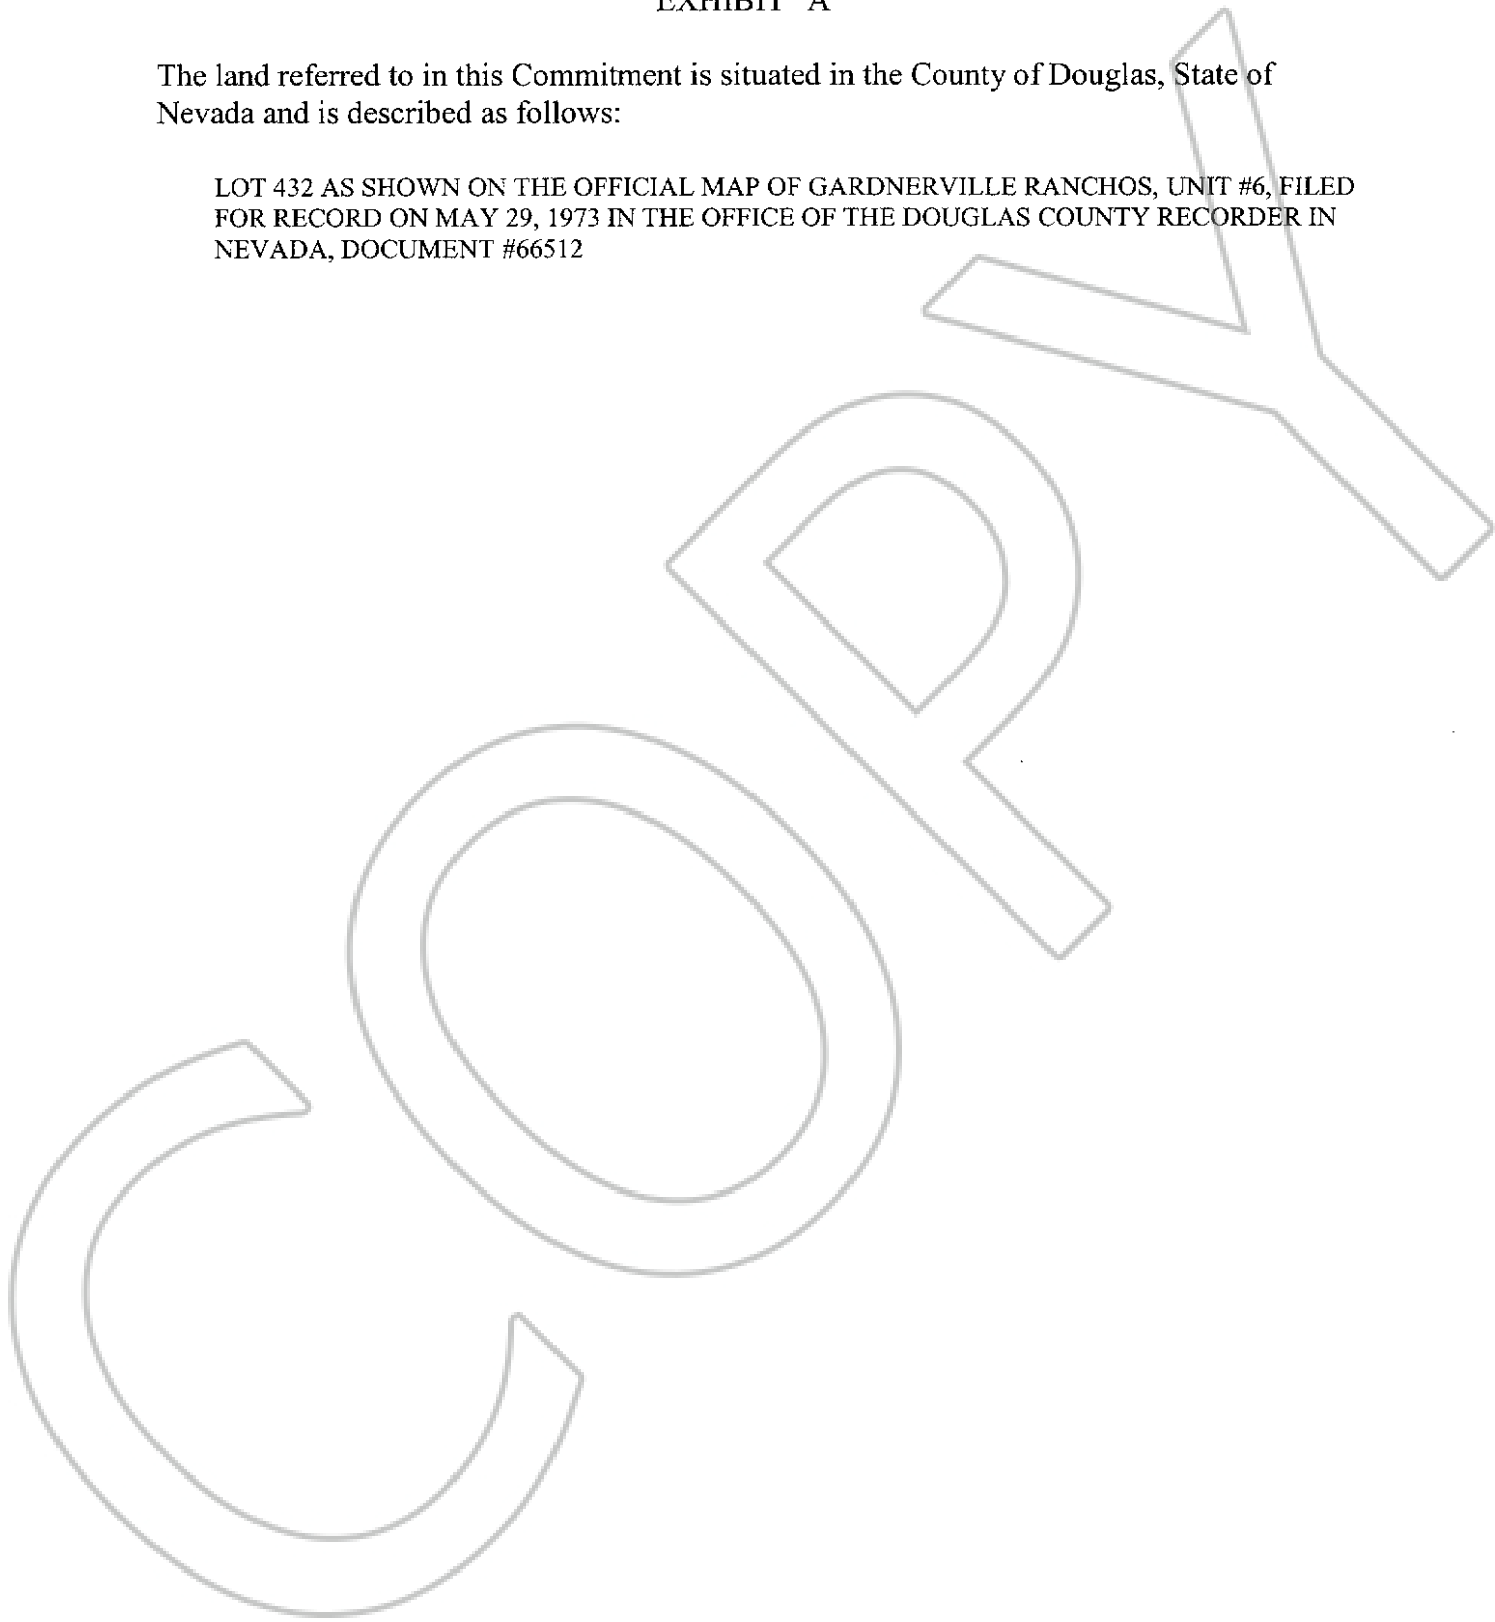 EXHIBIT A
The land referred to in this Commitment is situated in the County of Douglas, State of
Nevada and is described as follows:
LOT 432 AS SHOWN ON THE OFFICIAL MAP OF GARDNERVILLE RANCHOS, UNIT #6, FILED
FOR RECORD ON MAY 29, 1973 IN THE OFFICE OF THE DOUGLAS COUNTY RECORDER IN
NEVADA, DOCUMENT #66512
COPY